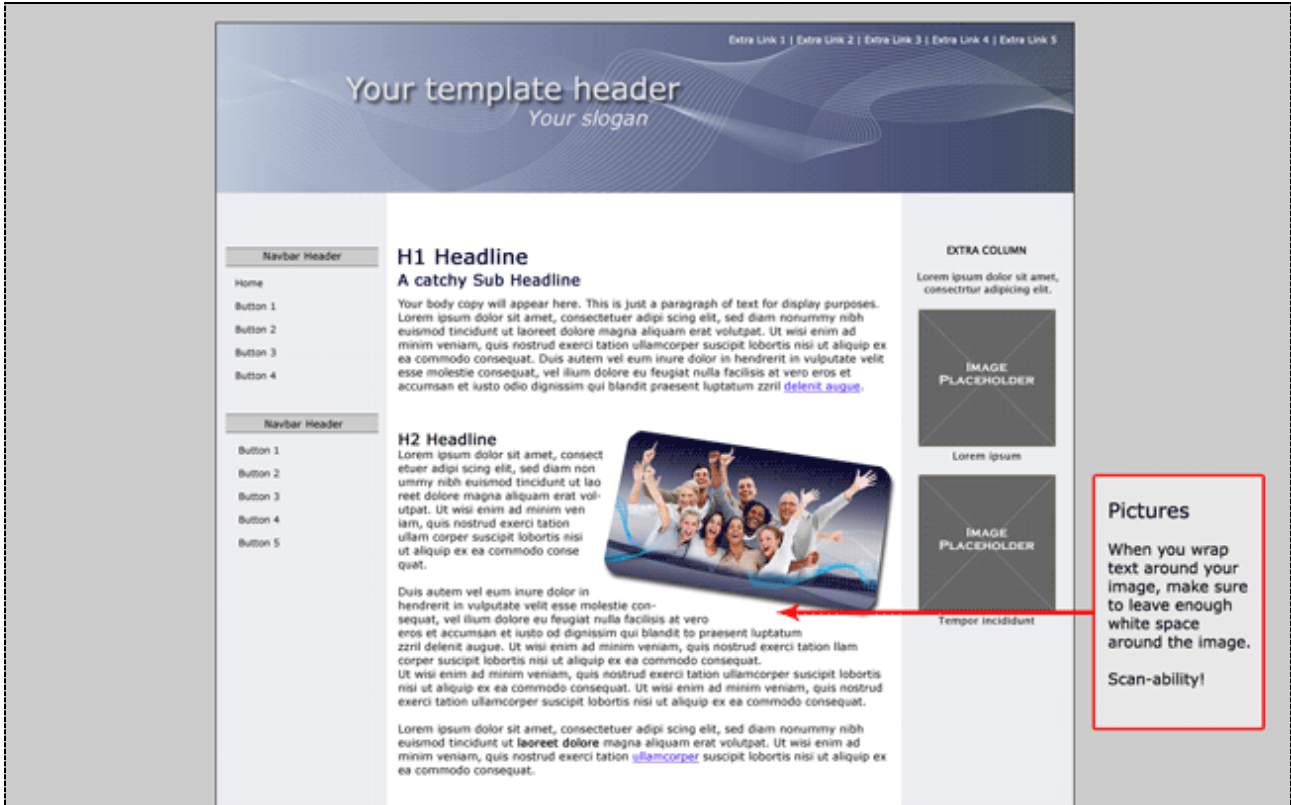 Extra Link 1 | Extra Link 2 | Extra Link 3 | Extra Link 4 | Extra Link 5
Your template header
Your slogan
Navbar Header
Home
Button 1
Button 2
Button 3
Button 4
Navbar Header
Button 1
Button 2
Button 3
Button 4
Button 5
H1 Headline
A catchy Sub Headline
Your body copy will appear here. This is just a paragraph of text for display purposes.
Lorem ipsum dolor sit amet, consectetuer adipi scing elit, sed diam nonummy nibh
euismod tincidunt ut laoreet dolore magna aliquam erat volutpat. Ut wisi enim ad
minim veniam, quis nostrud exerci tation ullamcorper suscipit lobortis nisi ut aliquip ex
ea commodo consequat. Duis autem vel eum inure dolor in hendrerit in vulputate velit
esse molestie consequat, vel ilium dolore eu feugiat nulla facilisis at vero eros et
accumsan et iusto odio dignissim qui blandit praesent luptatum zzril delenit augue.
H2 Headline
Lorem ipsum dolor sit amet, consect
etuer adipi scing elit, sed diam non
ummy nibh euismod tincidunt ut lao
reet dolore magna aliquam erat vol-
utpat. Ut wisi enim ad minim ven
iam, quis nostrud exerci tation
ullam corper suscipit lobortis nisi
ut aliquip ex ea commodo conse
quat.
Duis autem vel eum inure dolor in
hendrerit in vulputate velit esse molestie con-
sequat, vel ilium dolore eu feugiat nulla facilisis at vero
eros et accumsan et iusto od dignissim qui blandit to praesent luptatum
zzril delenit augue. Ut wisi enim ad minim veniam, quis nostrud exerci tation llam
corper suscipit lobortis nisi ut aliquip ex ea commodo consequat.
Ut wisi enim ad minim veniam, quis nostrud exerci tation ullamcorper suscipit lobortis
nisi ut aliquip ex ea commodo consequat. Ut wisi enim ad minim veniam, quis nostrud
exerci tation ullamcorper suscipit lobortis nisi ut aliquip ex ea commodo consequat.
Lorem ipsum dolor sit amet, consectetuer adipi scing elit, sed diam nonummy nibh
euismod tincidunt ut laoreet dolore magna aliquam erat volutpat. Ut wisi enim ad
minim veniam, quis nostrud exerci tation ullamcorper suscipit lobortis nisi ut aliquip ex
ea commodo consequat.
EXTRA COLUMN
Lorem ipsum dolor sit amet,
consectrtur adipicing elit.
IMAGE
PLACEHOLDER
Lorem ipsum
IMAGE
PLACEHOLDER
Tempor incididunt
Pictures
When you wrap
text around your
image, make sure
to leave enough
white space
around the image.
Scan-ability!